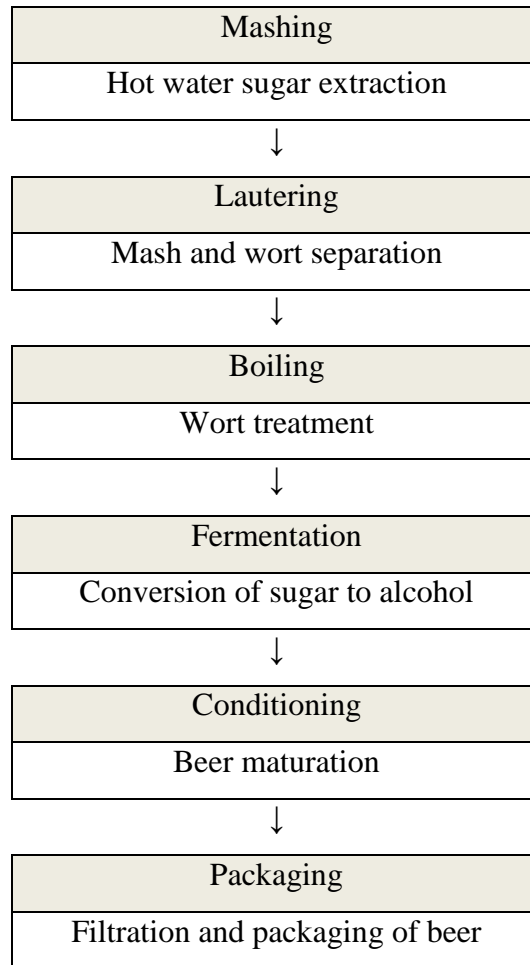 Mashing
Hot water sugar extraction
↓
Lautering
Mash and wort separation
↓
Boiling
Wort treatment
↓
Fermentation
Conversion of sugar to alcohol
↓
Conditioning
Beer maturation
↓
Packaging
Filtration and packaging of beer